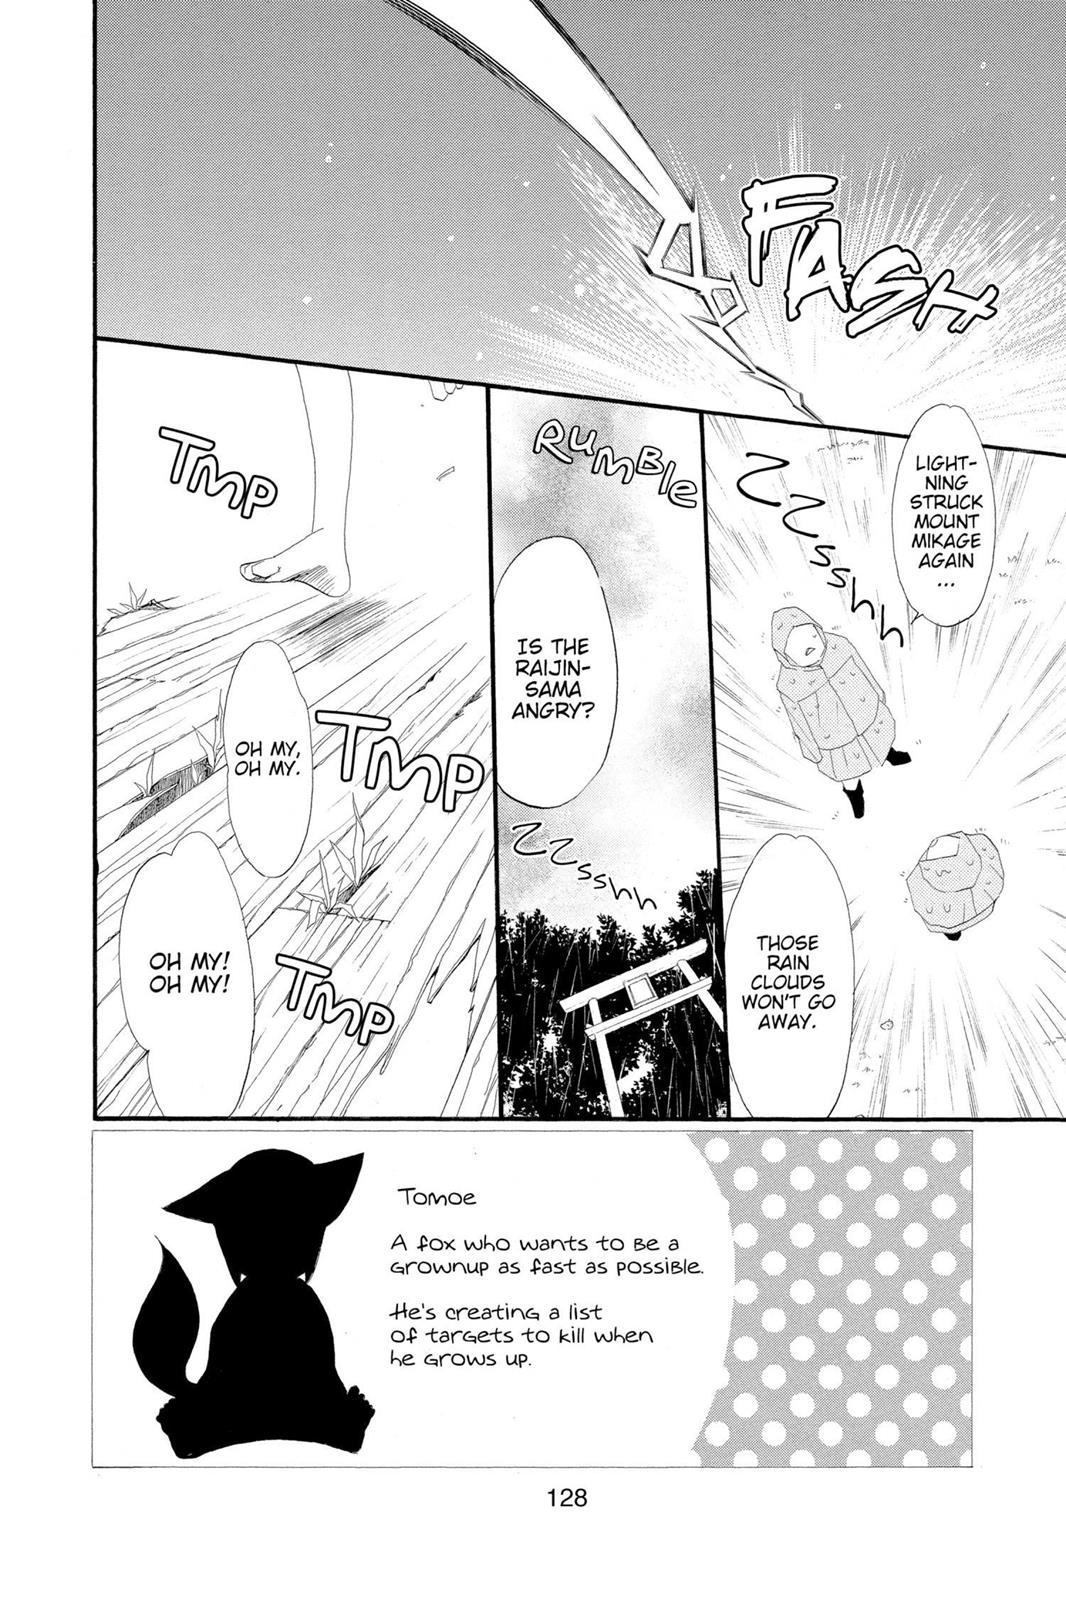 FLASH
LIGHT-
NING
STRUCK
MOUNT
MIKAGE
AGAIN
...
ZZsshh
THOSE
RAIN
CLOUDS
WON'T GO
AWAY.
RUMBLE
IS THE
RAIJIN-
SAMA
ANGRY?
ZZsshh
TMP
OH MY,
OH MY.
TMP
OH MY!
OH MY!
TMP
Tomoe
A fox who wants to be a
grownup as fast as possible.
He's creating a list
of targets to kill when
he grows up.
128